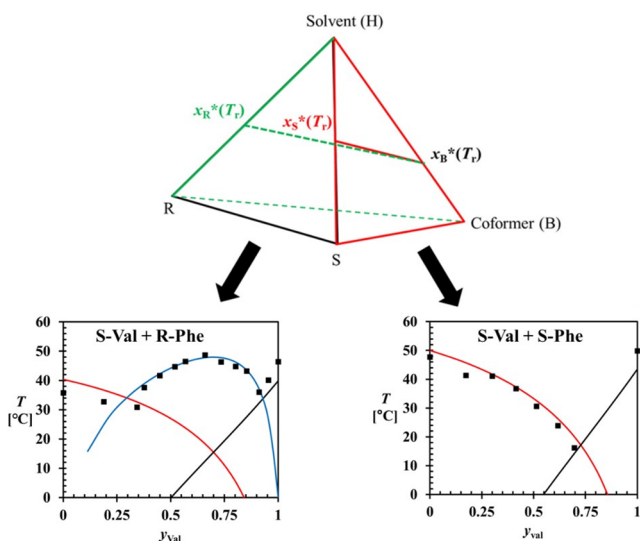 Solvent (H)
xR*(Tr)
xS*(Tr)
xB*(Tr)
R
Coformer (B)
S
S-Val + R-Phe
60
50
40
30
20
10
0
T
[°C]
0
0.25
0.5
0.75
1
yVal
S-Val + S-Phe
60
50
40
30
20
10
0
T
[°C]
0
0.25
0.5
0.75
1
yval